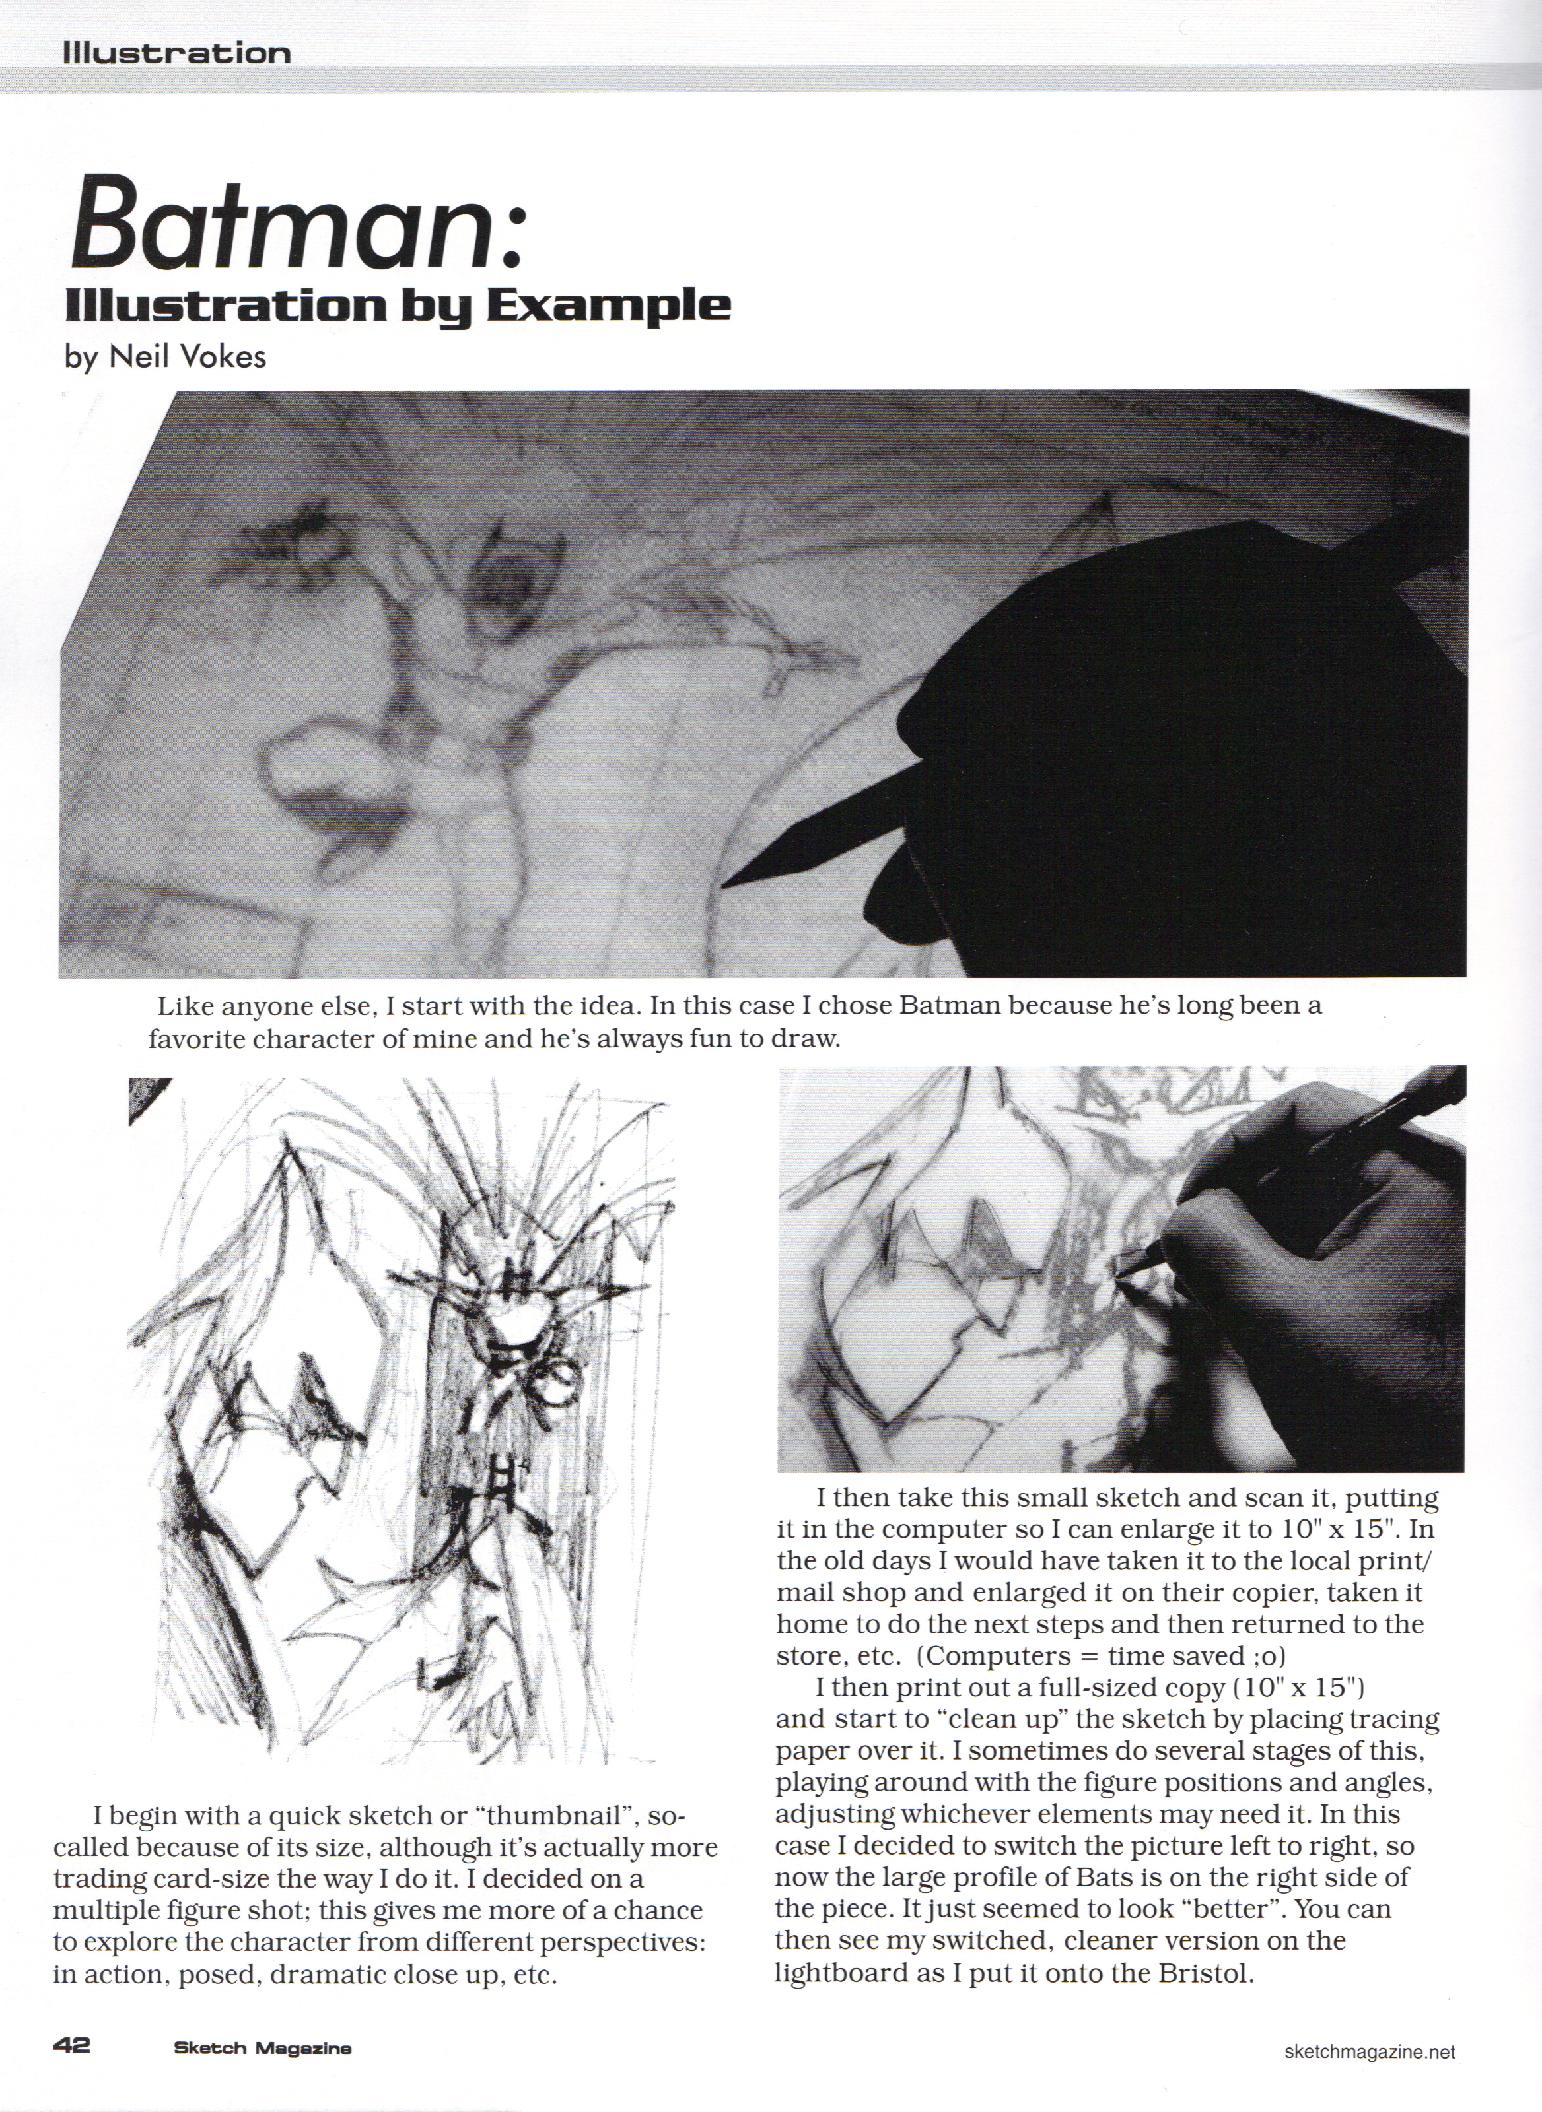 Illustration
Batman:
Illustration by Example
by Neil Vokes
Like anyone else, I start with the idea. In this case I chose Batman because he's long been a
favorite character of mine and he's always fun to draw.
I begin with a quick sketch or “thumbnail”, so-
called because of its size, although it's actually more
trading card-size the way I do it. I decided on a
multiple figure shot; this gives me more of a chance
to explore the character from different perspectives:
in action, posed, dramatic close up, etc.
I then take this small sketch and scan it, putting
it in the computer so I can enlarge it to 10" x 15". In
the old days I would have taken it to the local print/
mail shop and enlarged it on their copier, taken it
home to do the next steps and then returned to the
store, etc. (Computers = time saved ;o)
I then print out a full-sized copy (10" x 15")
and start to “clean up” the sketch by placing tracing
paper over it. I sometimes do several stages of this,
playing around with the figure positions and angles,
adjusting whichever elements may need it. In this
case I decided to switch the picture left to right, so
now the large profile of Bats is on the right side of
the piece. It just seemed to look “better”. You can
then see my switched, cleaner version on the
lightboard as I put it onto the Bristol.
42 Sketch Magazine
sketchmagazine.net